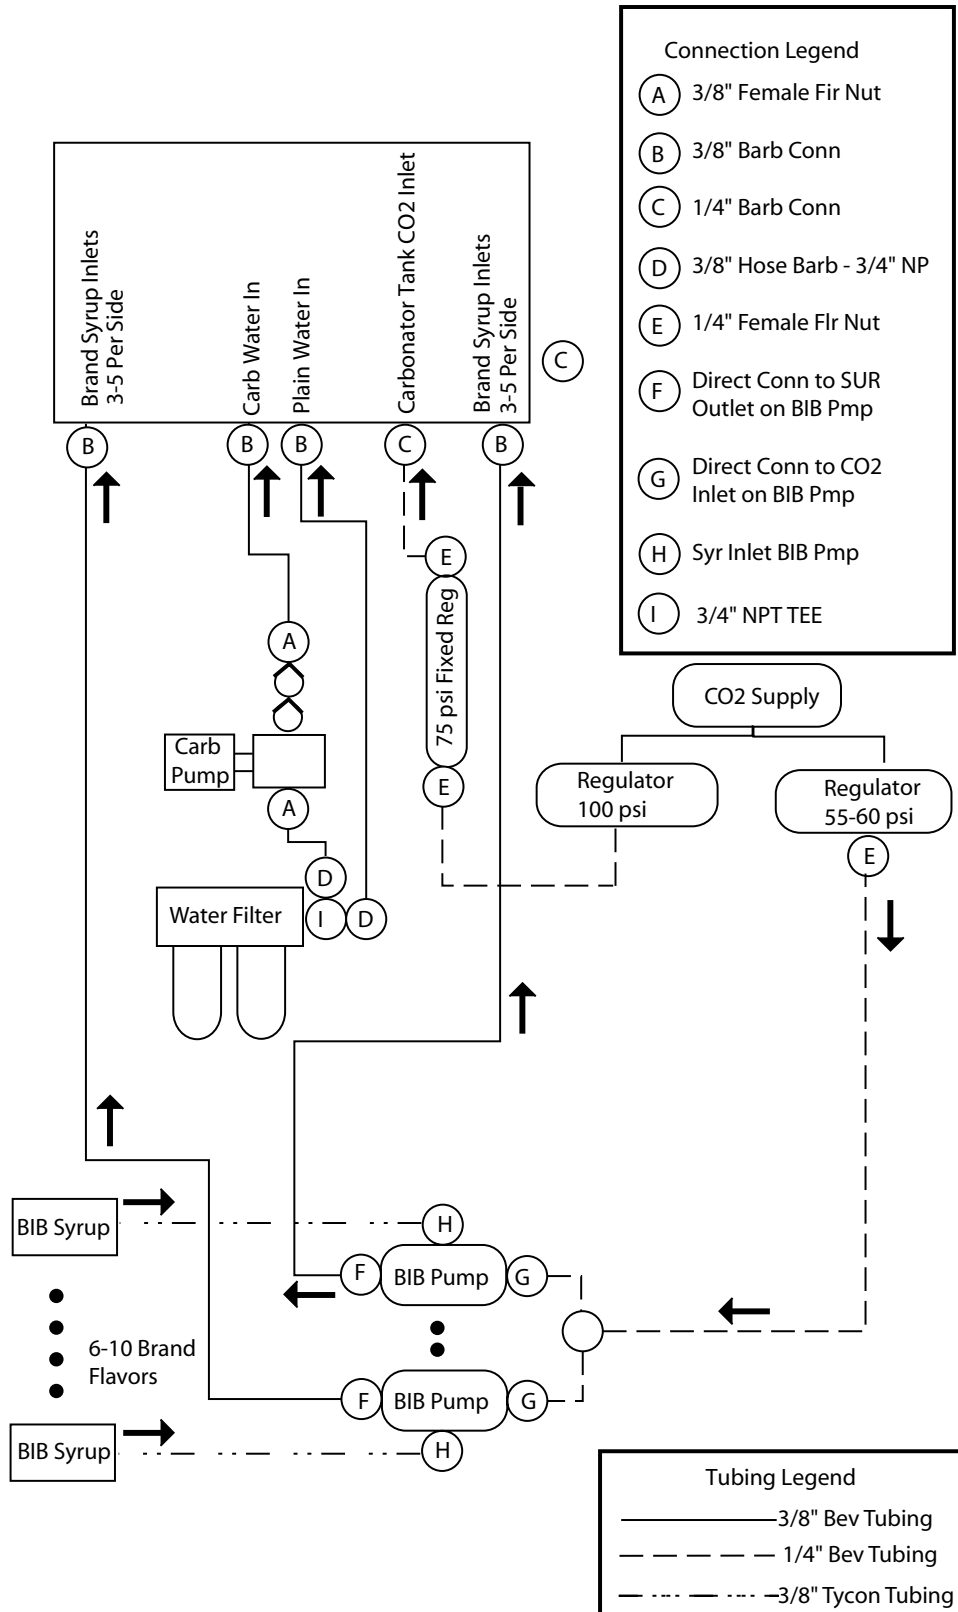 Connection Legend
A 3/8" Female Fir Nut
B 3/8" Barb Conn
C 1/4" Barb Conn
D 3/8" Hose Barb - 3/4" NP
E 1/4" Female Flr Nut
F Direct Conn to SUR
Outlet on BIB Pmp
G Direct Conn to CO2
Inlet on BIB Pmp
H Syr Inlet BIB Pmp
I 3/4" NPT TEE
Brand Syrup Inlets
3-5 Per Side
Carb Water In
Plain Water In
Carbonator Tank CO2 Inlet
Brand Syrup Inlets
3-5 Per Side
C
B
B
B
C
B
E
75 psi Fixed Reg
E
A
Carb
Pump
A
D
Water Filter
I
D
CO2 Supply
Regulator
100 psi
Regulator
55-60 psi
E
BIB Syrup
H
F
BIB Pump
G
6-10 Brand
Flavors
F
BIB Pump
G
BIB Syrup
H
Tubing Legend
3/8" Bev Tubing
1/4" Bev Tubing
3/8" Tycon Tubing